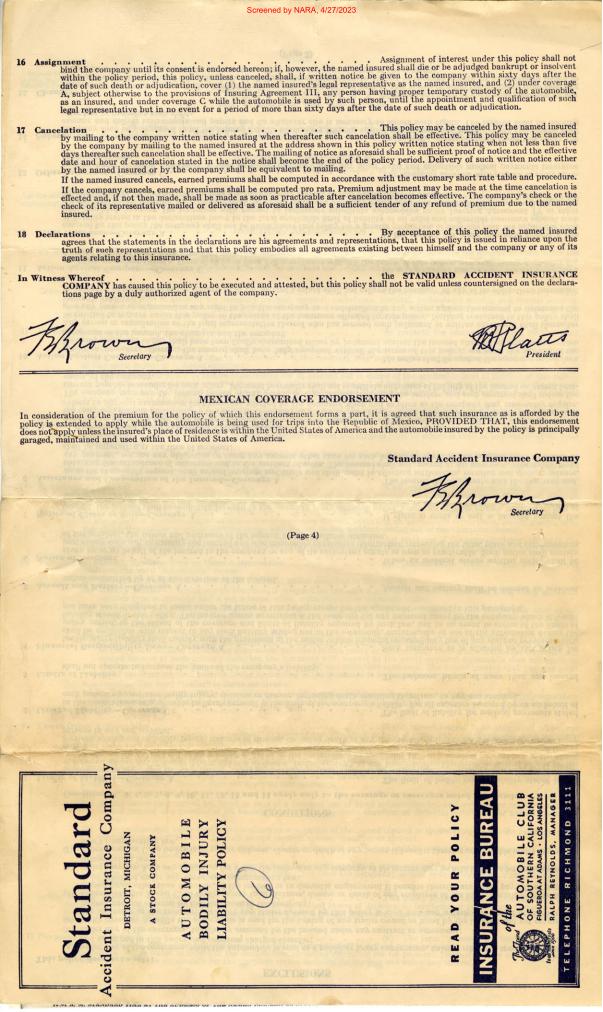 Screened by NARA, 4/27/2023
16 Assignment . . . . . . . . . . . . . . . . . . . . Assignment of interest under this policy shall not
bind the company until its consent is endorsed hereon; if, however, the named insured shall die or be adjudged bankrupt or insolvent
within the policy period, this policy, unless canceled, shall, if written notice be given to the company within sixty days after the
date of such death or adjudication, cover (1) the named insured's legal representative as the named insured, and (2) under coverage
A, subject otherwise to the provisions of Insuring Agreement III, any person having proper temporary custody of the automobile,
as an insured, and under coverage C while the automobile is used by such person, until the appointment and qualification of such
legal representative but in no event for a period of more than sixty days after the date of such death or adjudication.
17 Cancelation . . . . . . . . . . . . . . . . . . . . This policy may be canceled by the named insured
by mailing to the company written notice stating when thereafter such cancelation shall be effective. This policy may be canceled
by the company by mailing to the named insured at the address shown in this policy written notice stating when not less than five
days thereafter such cancelation shall be effective. The mailing of notice as aforesaid shall be sufficient proof of notice and the effective
date and hour of cancelation stated in the notice shall become the end of the policy period. Delivery of such written notice either
by the named insured or by the company shall be equivalent to mailing.
If the named insured cancels, earned premiums shall be computed in accordance with the customary short rate table and procedure.
If the company cancels, earned premiums shall be computed pro rata. Premium adjustment may be made at the time cancelation is
effected and, if not then made, shall be made as soon as practicable after cancelation becomes effective. The company's check or the
check of its representative mailed or delivered as aforesaid shall be a sufficient tender of any refund of premium due to the named
insured.
18 Declarations . . . . . . . . . . . . . . . . . . . . By acceptance of this policy the named insured
agrees that the statements in the declarations are his agreements and representations, that this policy is issued in reliance upon the
truth of such representations and that this policy embodies all agreements existing between himself and the company or any of its
agents relating to this insurance.
In Witness Whereof . . . . . . . . . . . . . . . . . . . . the STANDARD ACCIDENT INSURANCE
COMPANY has caused this policy to be executed and attested, but this policy shall not be valid unless countersigned on the declara-
tions page by a duly authorized agent of the company.
Brown
Secretary
Platts
President
MEXICAN COVERAGE ENDORSEMENT
In consideration of the premium for the policy of which this endorsement forms a part, it is agreed that such insurance as is afforded by the
policy is extended to apply while the automobile is being used for trips into the Republic of Mexico, PROVIDED THAT, this endorsement
does not apply unless the insured's place of residence is within the United States of America and the automobile insured by the policy is principally
garaged, maintained and used within the United States of America.
Standard Accident Insurance Company
Brown
Secretary
(Page 4)
Standard
Accident Insurance Company
DETROIT, MICHIGAN
A STOCK COMPANY
AUTOMOBILE
BODILY INJURY
LIABILITY POLICY
6
READ YOUR POLICY
INSURANCE BUREAU
of the
AUTOMOBILE CLUB
OF SOUTHERN CALIFORNIA
FIGUEROA AT ADAMS · LOS ANGELES
RALPH REYNOLDS, MANAGER
TELEPHONE RICHMOND 3111